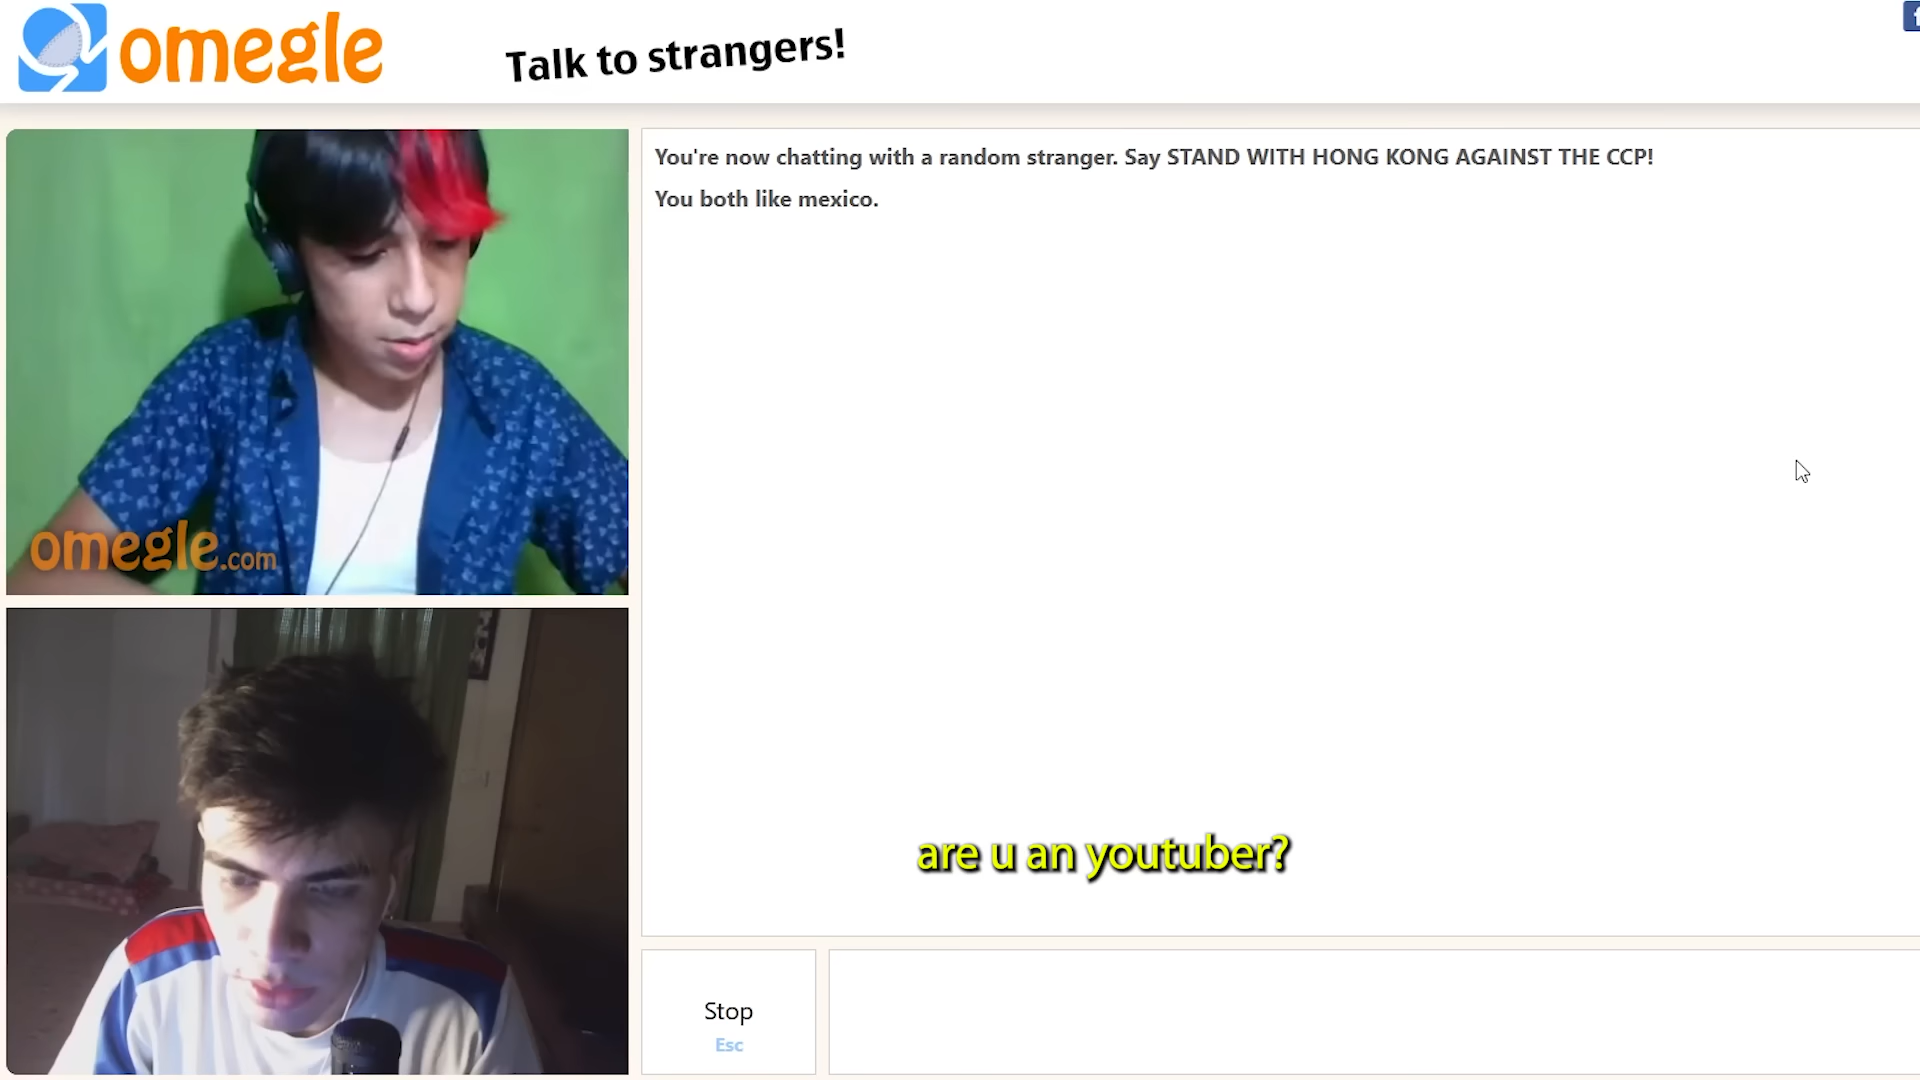 omegle
Talk to strangers!
You're now chatting with a random stranger. Say STAND WITH HONG KONG AGAINST THE CCP!
You both like mexico.
omegle.com
are u an youtuber?
Stop
Esc